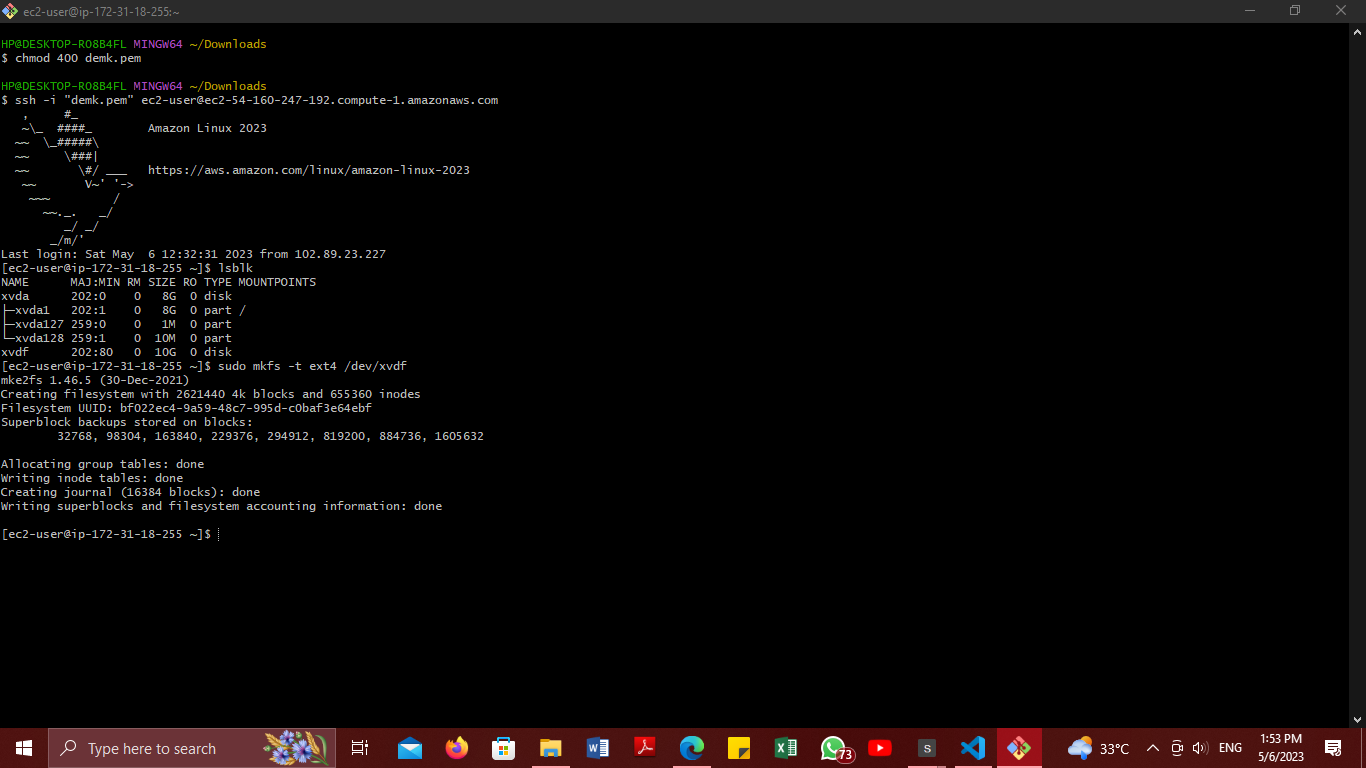 ec2-user@ip-172-31-18-255:~
HP@DESKTOP-RO8B4FL MINGW64 ~/Downloads
$ chmod 400 demk.pem
HP@DESKTOP-RO8B4FL MINGW64 ~/Downloads
$ ssh -i "demk.pem" ec2-user@ec2-54-160-247-192.compute-1.amazonaws.com
   ,     #_
   ~\_  ####_        Amazon Linux 2023
  ~~  \_#####\
  ~~     \###|
  ~~       \#/ ___   https://aws.amazon.com/linux/amazon-linux-2023
   ~~       V~' '->
    ~~~         /
      ~~._.   _/
         _/ _/
       _/m/'
Last login: Sat May  6 12:32:31 2023 from 102.89.23.227
[ec2-user@ip-172-31-18-255 ~]$ lsblk
NAME      MAJ:MIN RM SIZE RO TYPE MOUNTPOINTS
xvda      202:0    0   8G  0 disk
├─xvda1   202:1    0   8G  0 part /
├─xvda127 259:0    0   1M  0 part
└─xvda128 259:1    0  10M  0 part
xvdf      202:80   0  10G  0 disk
[ec2-user@ip-172-31-18-255 ~]$ sudo mkfs -t ext4 /dev/xvdf
mke2fs 1.46.5 (30-Dec-2021)
Creating filesystem with 2621440 4k blocks and 655360 inodes
Filesystem UUID: bf022ec4-9a59-48c7-995d-c0baf3e64ebf
Superblock backups stored on blocks:
        32768, 98304, 163840, 229376, 294912, 819200, 884736, 1605632
Allocating group tables: done
Writing inode tables: done
Creating journal (16384 blocks): done
Writing superblocks and filesystem accounting information: done
[ec2-user@ip-172-31-18-255 ~]$
Type here to search
73
S
33°C
ENG
1:53 PM
5/6/2023